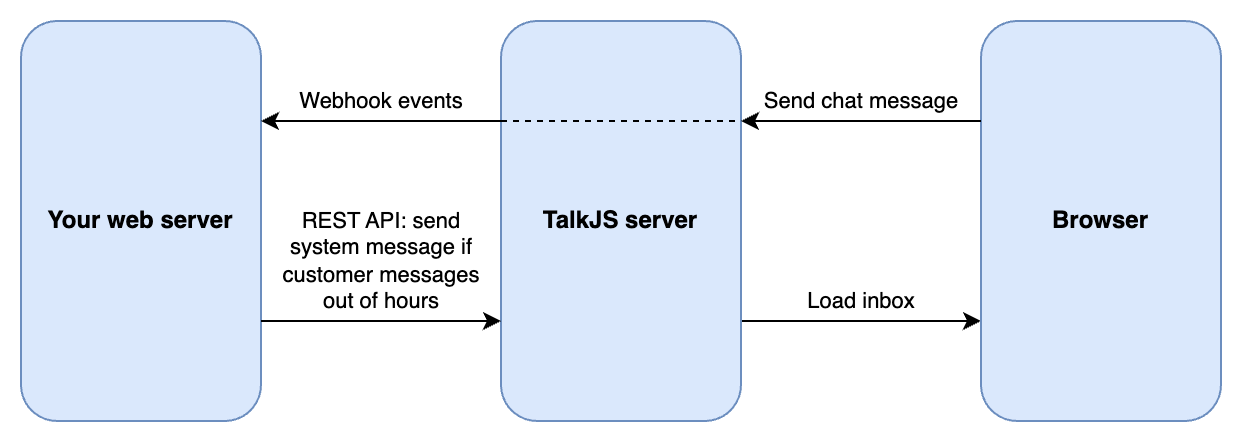 Webhook events
Send chat message
Your web server
REST API: send
system message if
customer messages
out of hours
TalkJS server
Browser
Load inbox